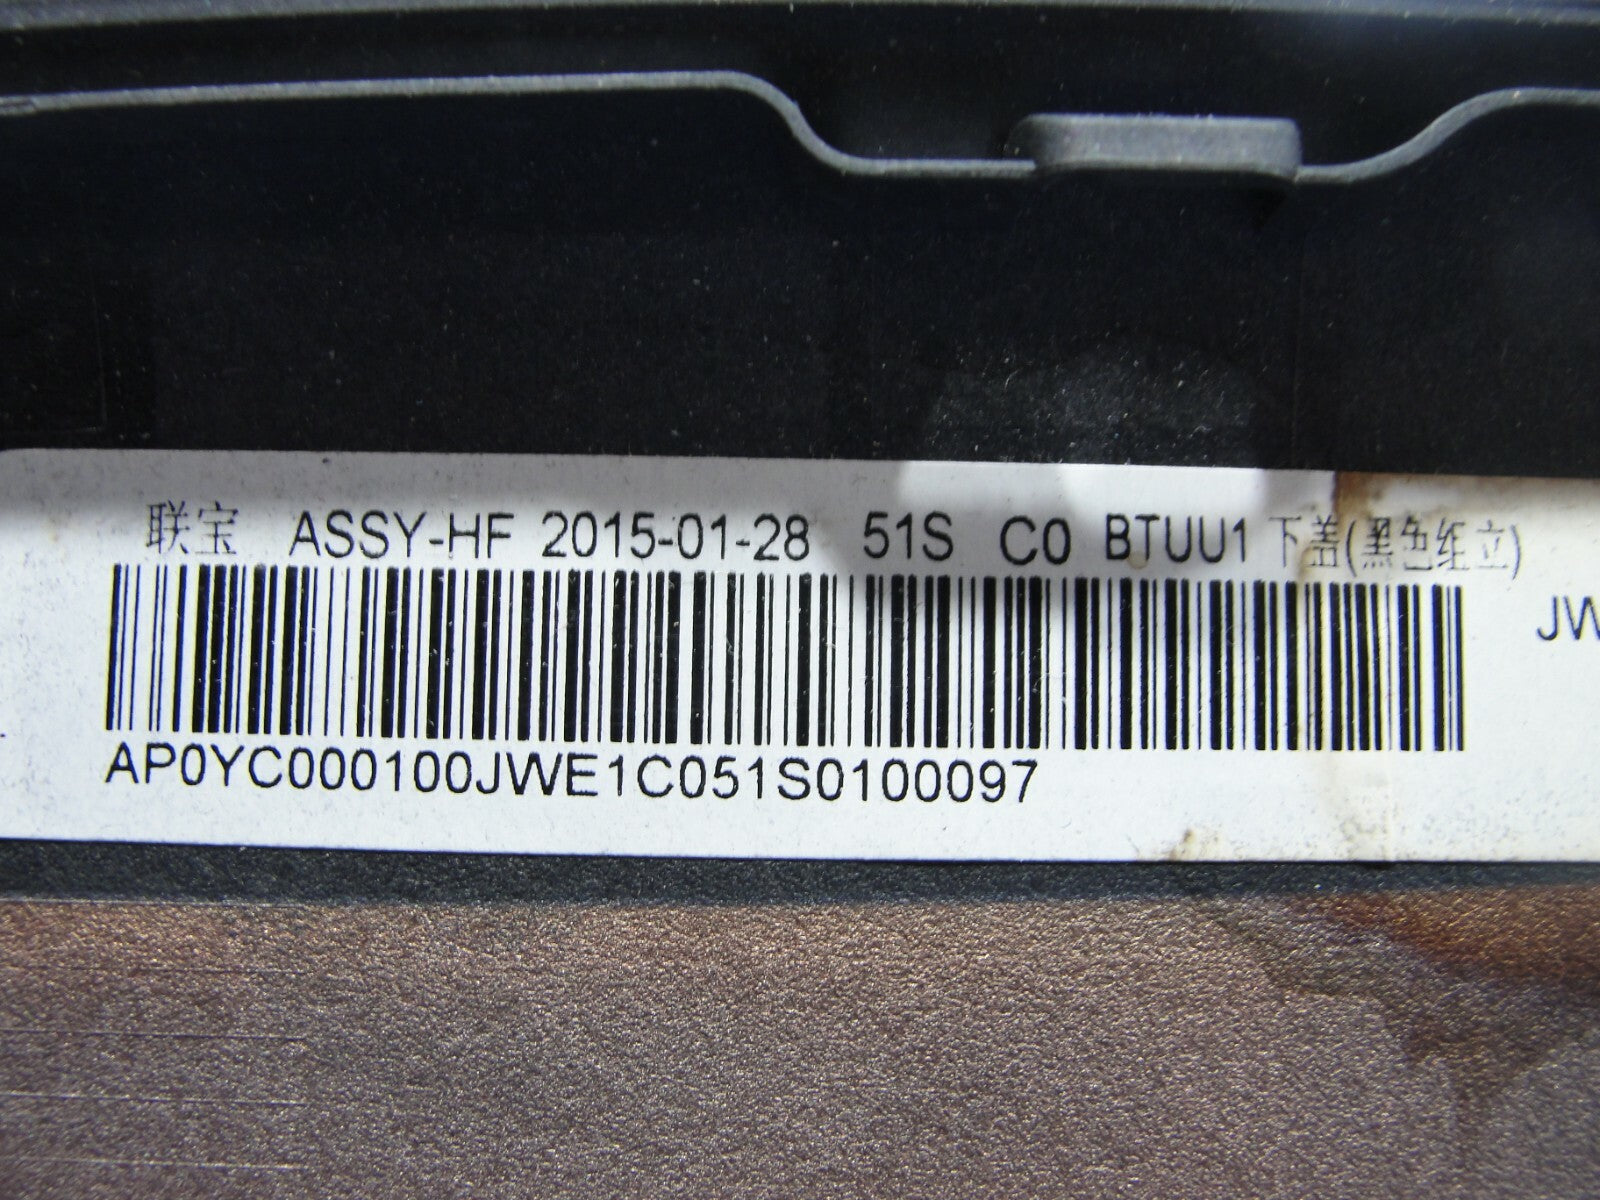 联宝 ASSY-HF 2015-01-28 51S C0 BTUU1 下盖(黑色组立)
JW
AP0YC000100JWE1C051S0100097